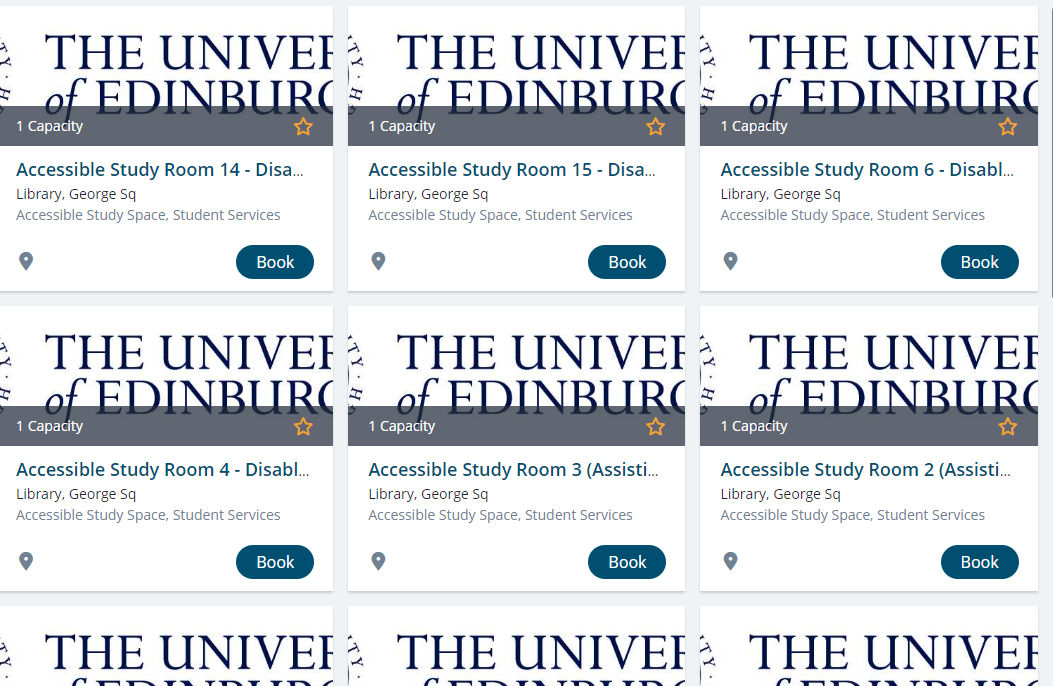 THE UNIVER
of EDINBURG
1 Capacity
Accessible Study Room 14 - Disa...
Library, George Sq
Accessible Study Space, Student Services
Book
THE UNIVER
of EDINBURG
1 Capacity
Accessible Study Room 15 - Disa...
Library, George Sq
Accessible Study Space, Student Services
Book
THE UNIVER
of EDINBURG
1 Capacity
Accessible Study Room 6 - Disabl...
Library, George Sq
Accessible Study Space, Student Services
Book
THE UNIVER
of EDINBURG
1 Capacity
Accessible Study Room 4 - Disabl...
Library, George Sq
Accessible Study Space, Student Services
Book
THE UNIVER
of EDINBURG
1 Capacity
Accessible Study Room 3 (Assisti...
Library, George Sq
Accessible Study Space, Student Services
Book
THE UNIVER
of EDINBURG
1 Capacity
Accessible Study Room 2 (Assisti...
Library, George Sq
Accessible Study Space, Student Services
Book
THE UNIVER
THE UNIVER
THE UNIVER